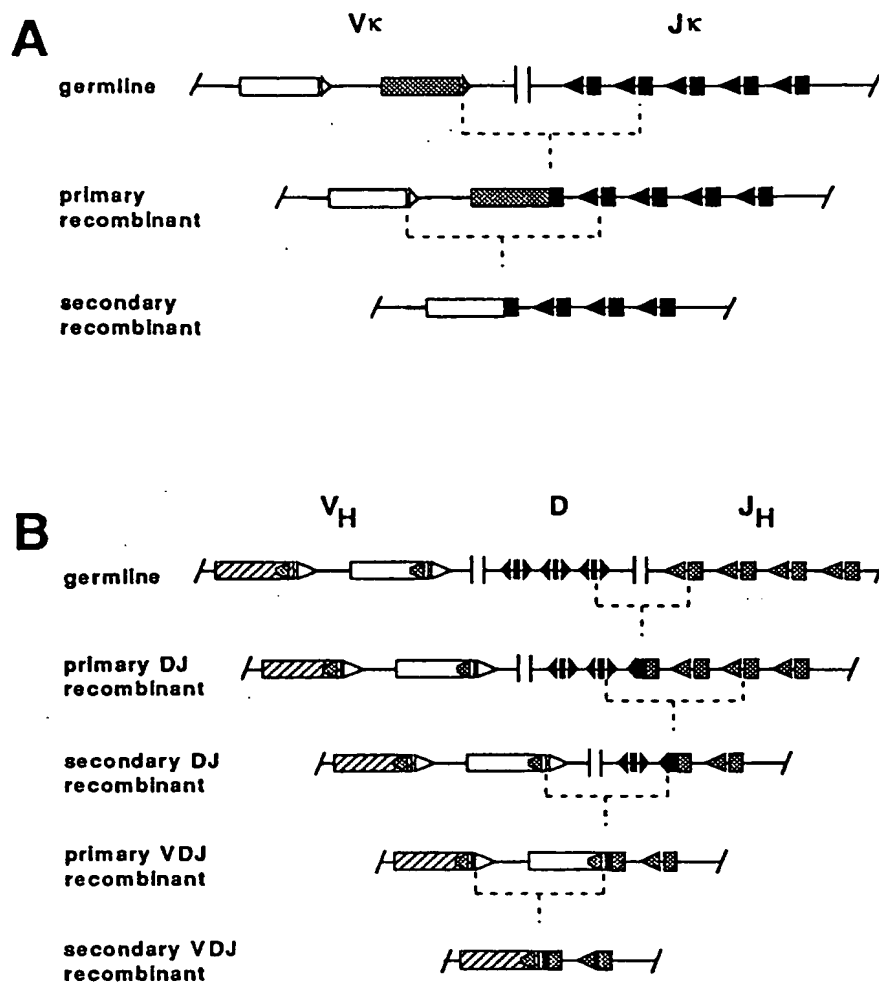 A
Vκ Jκ
germline
primary
recombinant
secondary
recombinant
B
VH D JH
germline
primary DJ
recombinant
secondary DJ
recombinant
primary VDJ
recombinant
secondary VDJ
recombinant